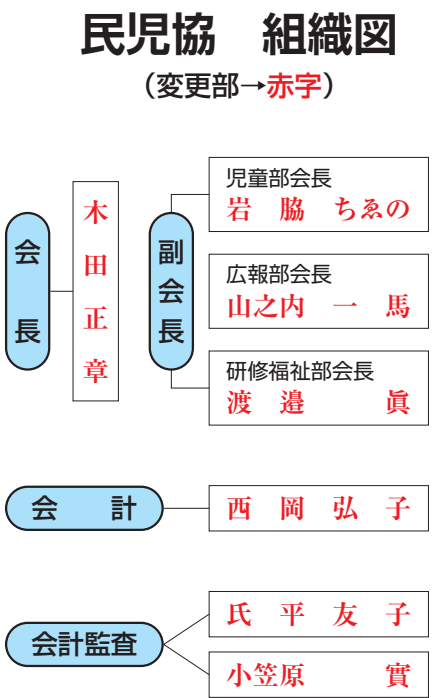 民児協　組織図
（変更部→赤字）
会長
木田正章
副会長
児童部会長
岩　脇　ちゑの
広報部会長
山之内　一　馬
研修福祉部会長
渡　邉　　眞
会　計
西　岡　弘　子
会計監査
氏　平　友　子
小笠原　　實